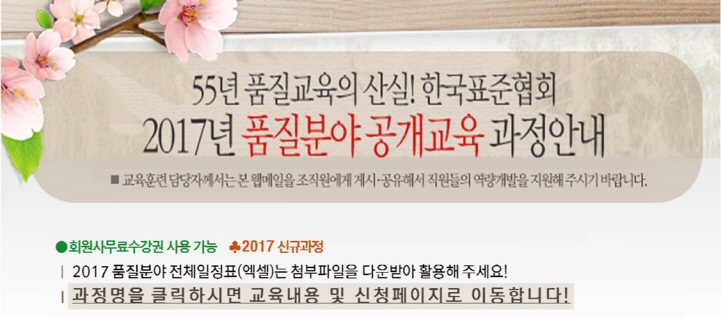 55년 품질교육의 산실! 한국표준협회
2017년 품질분야 공개교육 과정안내
■ 교육훈련 담당자께서는 본 웹메일을 조직원에게 게시·공유해서 직원들의 역량개발을 지원해 주시기 바랍니다.
●회원사무료수강권 사용 가능 ♣2017 신규과정
| 2017 품질분야 전체일정표(엑셀)는 첨부파일을 다운받아 활용해 주세요!
| 과정명을 클릭하시면 교육내용 및 신청페이지로 이동합니다!